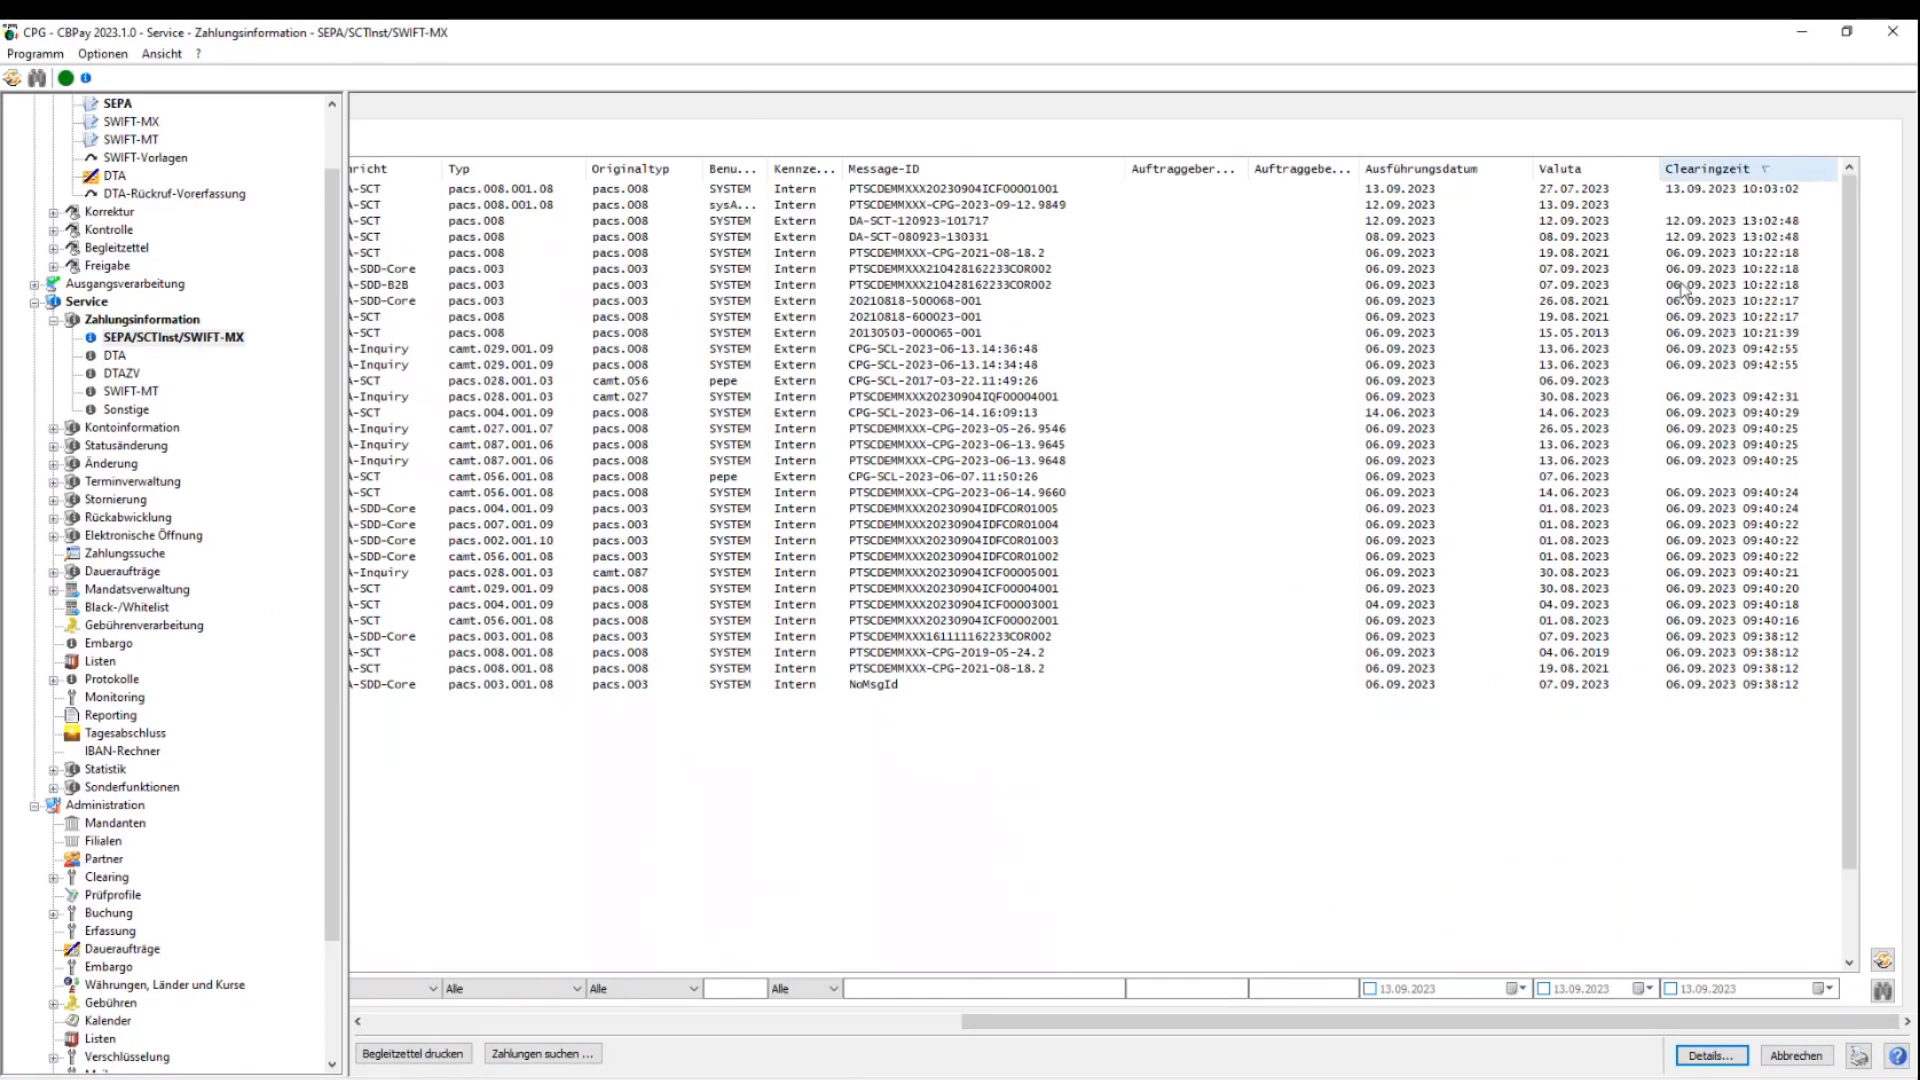 CPG - CBPay 2023.1.0 - Service - Zahlungsinformation - SEPA/SCTInst/SWIFT-MX
Programm Optionen Ansicht ?
SEPA
SWIFT-MX
SWIFT-MT
SWIFT-Vorlagen
DTA
DTA-Rückruf-Vorerfassung
Korrektur
Kontrolle
Begleitzettel
Freigabe
Ausgangsverarbeitung
Service
Zahlungsinformation
SEPA/SCTInst/SWIFT-MX
DTA
DTAZV
SWIFT-MT
Sonstige
Kontoinformation
Statusänderung
Änderung
Terminverwaltung
Stornierung
Rückabwicklung
Elektronische Öffnung
Zahlungssuche
Daueraufträge
Mandatsverwaltung
Black-/Whitelist
Gebührenverarbeitung
Embargo
Listen
Protokolle
Monitoring
Reporting
Tagesabschluss
IBAN-Rechner
Statistik
Sonderfunktionen
Administration
Mandanten
Filialen
Partner
Clearing
Prüfprofile
Buchung
Erfassung
Daueraufträge
Embargo
Währungen, Länder und Kurse
Gebühren
Kalender
Listen
Verschlüsselung
richt Typ Originaltyp Benu... Kennze... Message-ID Auftraggeber... Auftraggebe... Ausführungsdatum Valuta Clearingzeit
A-SCT pacs.008.001.08 pacs.008 SYSTEM Intern PTSCDEMMXXX20230904ICF00001001 13.09.2023 27.07.2023 13.09.2023 10:03:02
A-SCT pacs.008.001.08 pacs.008 sysA... Intern PTSCDEMMXXX-CPG-2023-09-12.9849 12.09.2023 13.09.2023
A-SCT pacs.008 pacs.008 SYSTEM Extern DA-SCT-120923-101717 12.09.2023 12.09.2023 12.09.2023 13:02:48
A-SCT pacs.008 pacs.008 SYSTEM Extern DA-SCT-080923-130331 08.09.2023 08.09.2023 12.09.2023 13:02:48
A-SCT pacs.008 pacs.008 SYSTEM Extern PTSCDEMMXXX-CPG-2021-08-18.2 06.09.2023 19.08.2021 06.09.2023 10:22:18
A-SDD-Core pacs.003 pacs.003 SYSTEM Intern PTSCDEMMXXX210428162233COR002 06.09.2023 07.09.2023 06.09.2023 10:22:18
A-SDD-B2B pacs.003 pacs.003 SYSTEM Intern PTSCDEMMXXX210428162233COR002 06.09.2023 07.09.2023 06.09.2023 10:22:18
A-SDD-Core pacs.003 pacs.003 SYSTEM Extern 20210818-500068-001 06.09.2023 26.08.2021 06.09.2023 10:22:17
A-SCT pacs.008 pacs.008 SYSTEM Extern 20210818-600023-001 06.09.2023 19.08.2021 06.09.2023 10:22:17
A-SCT pacs.008 pacs.008 SYSTEM Extern 20130503-000065-001 06.09.2023 15.05.2013 06.09.2023 10:21:39
A-Inquiry camt.029.001.09 pacs.008 SYSTEM Extern CPG-SCL-2023-06-13.14:36:48 06.09.2023 13.06.2023 06.09.2023 09:42:55
A-Inquiry camt.029.001.09 pacs.008 SYSTEM Extern CPG-SCL-2023-06-13.14:34:48 06.09.2023 13.06.2023 06.09.2023 09:42:55
A-SCT pacs.028.001.03 camt.056 pepe Extern CPG-SCL-2017-03-22.11:49:26 06.09.2023 06.09.2023
A-Inquiry pacs.028.001.03 camt.027 SYSTEM Intern PTSCDEMMXXX20230904IQF00004001 06.09.2023 30.08.2023 06.09.2023 09:42:31
A-SCT pacs.004.001.09 pacs.008 SYSTEM Extern CPG-SCL-2023-06-14.16:09:13 14.06.2023 14.06.2023 06.09.2023 09:40:29
A-Inquiry camt.027.001.07 pacs.008 SYSTEM Intern PTSCDEMMXXX-CPG-2023-05-26.9546 06.09.2023 26.05.2023 06.09.2023 09:40:25
A-Inquiry camt.087.001.06 pacs.008 SYSTEM Intern PTSCDEMMXXX-CPG-2023-06-13.9645 06.09.2023 13.06.2023 06.09.2023 09:40:25
A-Inquiry camt.087.001.06 pacs.008 SYSTEM Intern PTSCDEMMXXX-CPG-2023-06-13.9648 06.09.2023 13.06.2023 06.09.2023 09:40:25
A-SCT camt.056.001.08 pacs.008 pepe Extern CPG-SCL-2023-06-07.11:50:26 06.09.2023 07.06.2023
A-SCT camt.056.001.08 pacs.008 SYSTEM Intern PTSCDEMMXXX-CPG-2023-06-14.9660 06.09.2023 14.06.2023 06.09.2023 09:40:24
A-SDD-Core pacs.004.001.09 pacs.003 SYSTEM Intern PTSCDEMMXXX20230904IDFCOR01005 06.09.2023 01.08.2023 06.09.2023 09:40:24
A-SDD-Core pacs.007.001.09 pacs.003 SYSTEM Intern PTSCDEMMXXX20230904IDFCOR01004 06.09.2023 01.08.2023 06.09.2023 09:40:22
A-SDD-Core pacs.002.001.10 pacs.003 SYSTEM Intern PTSCDEMMXXX20230904IDFCOR01003 06.09.2023 01.08.2023 06.09.2023 09:40:22
A-SDD-Core camt.056.001.08 pacs.003 SYSTEM Intern PTSCDEMMXXX20230904IDFCOR01002 06.09.2023 01.08.2023 06.09.2023 09:40:22
A-Inquiry pacs.028.001.03 camt.087 SYSTEM Intern PTSCDEMMXXX20230904ICF00005001 06.09.2023 30.08.2023 06.09.2023 09:40:21
A-SCT camt.029.001.09 pacs.008 SYSTEM Intern PTSCDEMMXXX20230904ICF00004001 06.09.2023 30.08.2023 06.09.2023 09:40:20
A-SCT pacs.004.001.09 pacs.008 SYSTEM Intern PTSCDEMMXXX20230904ICF00003001 04.09.2023 04.09.2023 06.09.2023 09:40:18
A-SCT camt.056.001.08 pacs.008 SYSTEM Intern PTSCDEMMXXX20230904ICF00002001 06.09.2023 01.08.2023 06.09.2023 09:40:16
A-SDD-Core pacs.003.001.08 pacs.003 SYSTEM Intern PTSCDEMMXXX161111162233COR002 06.09.2023 07.09.2023 06.09.2023 09:38:12
A-SCT pacs.008.001.08 pacs.008 SYSTEM Intern PTSCDEMMXXX-CPG-2019-05-24.2 06.09.2023 04.06.2019 06.09.2023 09:38:12
A-SCT pacs.008.001.08 pacs.008 SYSTEM Intern PTSCDEMMXXX-CPG-2021-08-18.2 06.09.2023 19.08.2021 06.09.2023 09:38:12
A-SDD-Core pacs.003.001.08 pacs.003 SYSTEM Intern NoMsgId 06.09.2023 07.09.2023 06.09.2023 09:38:12
Alle Alle Alle 13.09.2023 13.09.2023 13.09.2023
Begleitzettel drucken Zahlungen suchen ... Details... Abbrechen